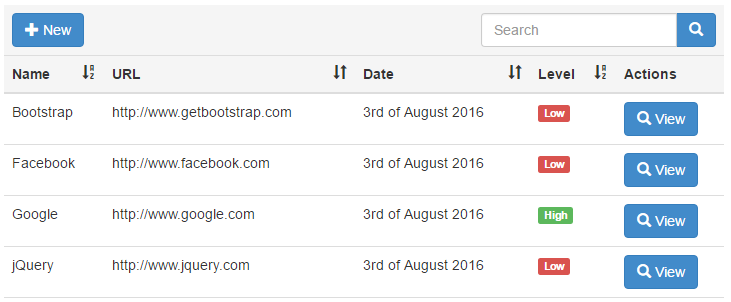 New
Search
Name URL Date Level Actions
Bootstrap http://www.getbootstrap.com 3rd of August 2016 Low View
Facebook http://www.facebook.com 3rd of August 2016 Low View
Google http://www.google.com 3rd of August 2016 High View
jQuery http://www.jquery.com 3rd of August 2016 Low View